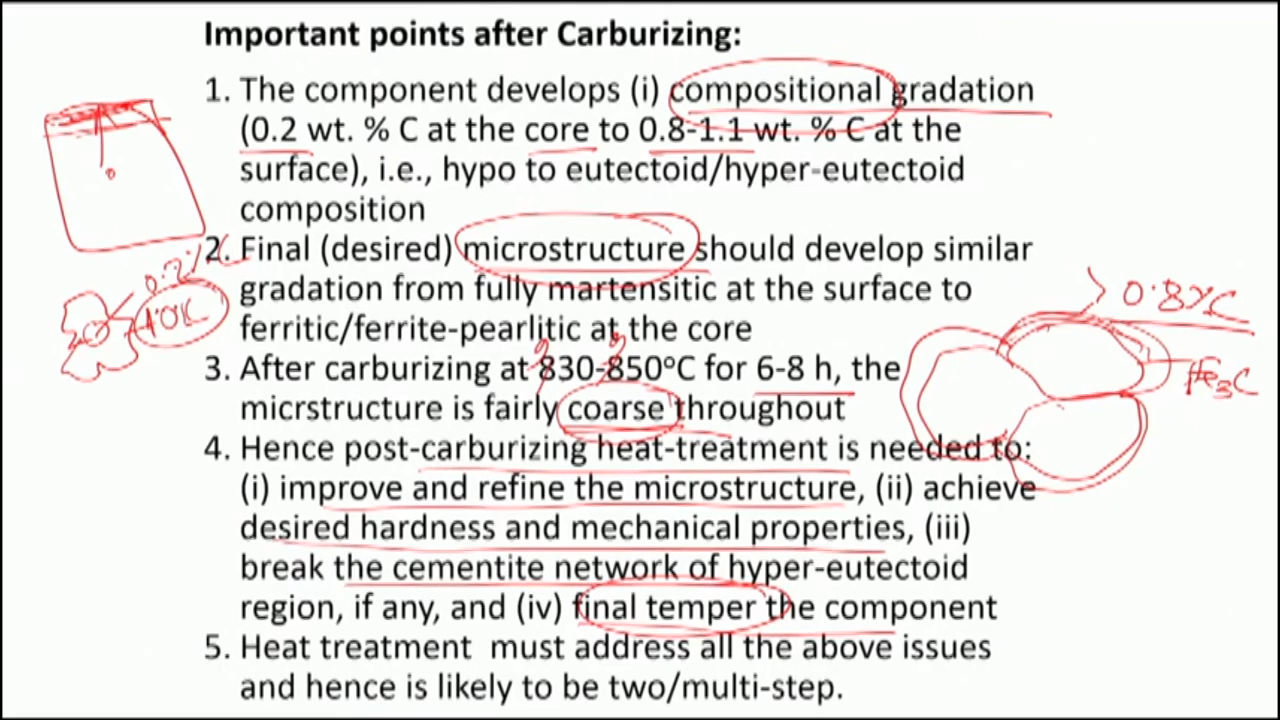 Important points after Carburizing:
1. The component develops (i) compositional gradation
(0.2 wt. % C at the core to 0.8-1.1 wt. % C at the
surface), i.e., hypo to eutectoid/hyper-eutectoid
composition
2. Final (desired) microstructure should develop similar
gradation from fully martensitic at the surface to
ferritic/ferrite-pearlitic at the core
3. After carburizing at 830-850°C for 6-8 h, the
micrstructure is fairly coarse throughout
4. Hence post-carburizing heat-treatment is needed to:
(i) improve and refine the microstructure, (ii) achieve
desired hardness and mechanical properties, (iii)
break the cementite network of hyper-eutectoid
region, if any, and (iv) final temper the component
5. Heat treatment  must address all the above issues
and hence is likely to be two/multi-step.
0.2%
9 9
> 0.8%C
Fe3C